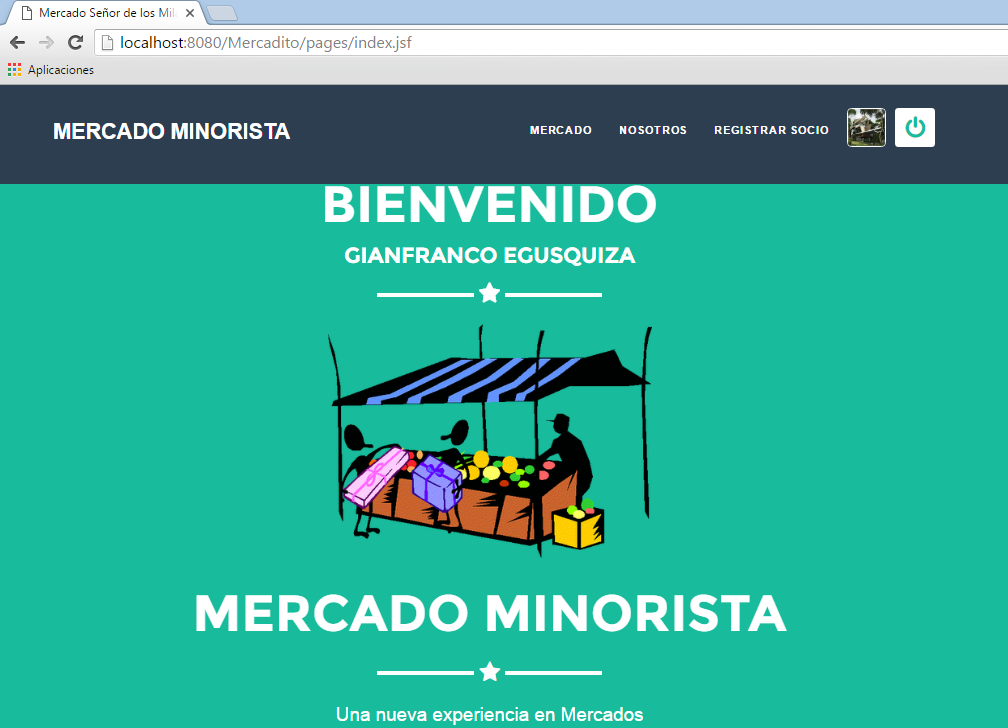 Mercado Señor de los Mil
localhost:8080/Mercadito/pages/index.jsf
Aplicaciones
MERCADO MINORISTA
MERCADO NOSOTROS REGISTRAR SOCIO
BIENVENIDO
GIANFRANCO EGUSQUIZA
MERCADO MINORISTA
Una nueva experiencia en Mercados